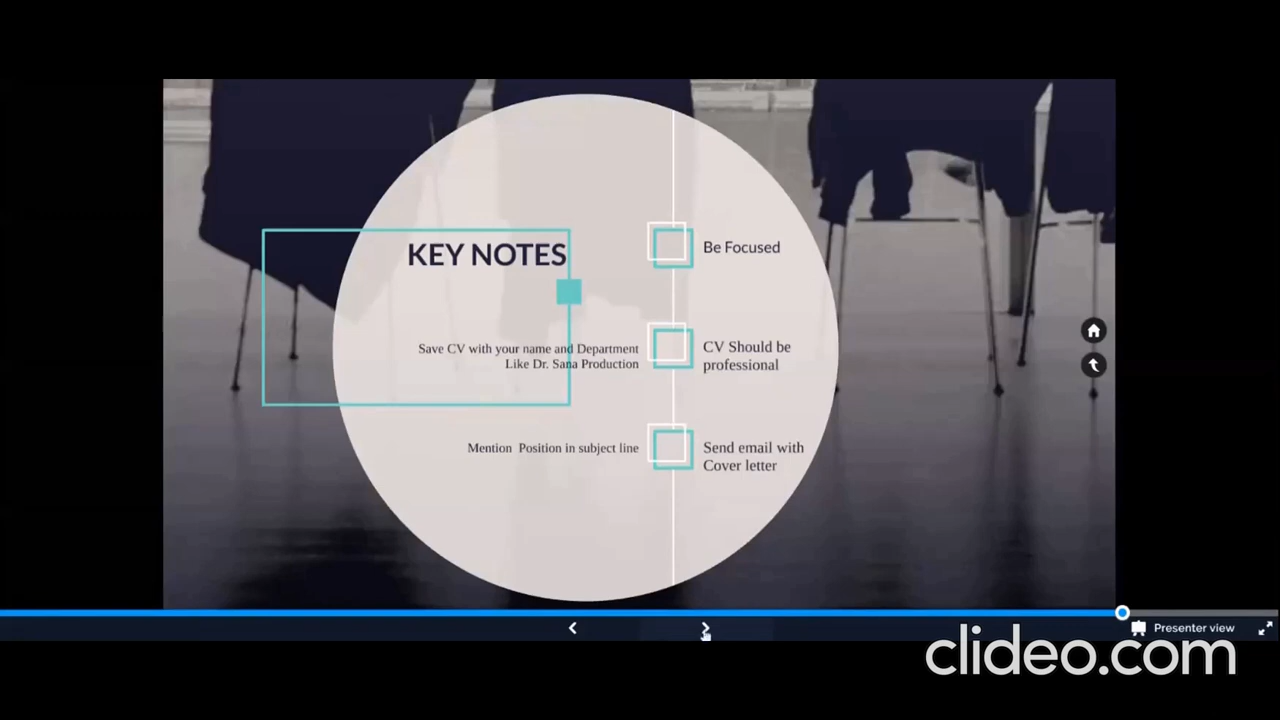 KEY NOTES
Be Focused
Save CV with your name and Department
Like Dr. Sana Production
CV Should be
professional
Mention  Position in subject line
Send email with
Cover letter
Presenter view
clideo.com